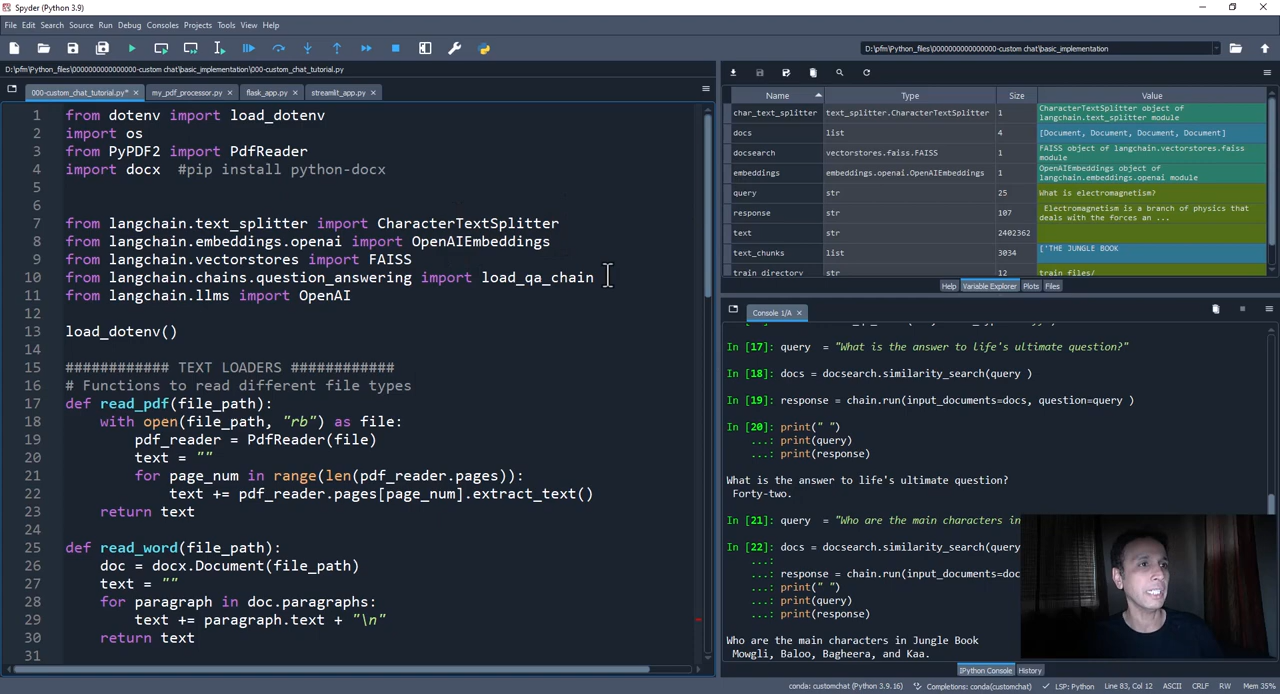 Spyder (Python 3.9)
File Edit Search Source Run Debug Consoles Projects Tools View Help
D:\pfm\Python_files\0000000000000000-custom chat\basic_implementation
D:\pfm\Python_files\0000000000000000-custom chat\basic_implementation\000-custom_chat_tutorial.py
000-custom_chat_tutorial.py* my_pdf_processor.py flask_app.py streamlit_app.py
1 from dotenv import load_dotenv
2 import os
3 from PyPDF2 import PdfReader
4 import docx #pip install python-docx
5
6
7 from langchain.text_splitter import CharacterTextSplitter
8 from langchain.embeddings.openai import OpenAIEmbeddings
9 from langchain.vectorstores import FAISS
10 from langchain.chains.question_answering import load_qa_chain
11 from langchain.llms import OpenAI
12
13 load_dotenv()
14
15 ############ TEXT LOADERS ############
16 # Functions to read different file types
17 def read_pdf(file_path):
18 with open(file_path, "rb") as file:
19 pdf_reader = PdfReader(file)
20 text = ""
21 for page_num in range(len(pdf_reader.pages)):
22 text += pdf_reader.pages[page_num].extract_text()
23 return text
24
25 def read_word(file_path):
26 doc = docx.Document(file_path)
27 text = ""
28 for paragraph in doc.paragraphs:
29 text += paragraph.text + "\n"
30 return text
31
Name Type Size Value
char_text_splitter text_splitter.CharacterTextSplitter 1 CharacterTextSplitter object of
langchain.text_splitter module
docs list 4 [Document, Document, Document, Document]
docsearch vectorstores.faiss.FAISS 1 FAISS object of langchain.vectorstores.faiss
module
embeddings embeddings.openai.OpenAIEmbeddings 1 OpenAIEmbeddings object of
langchain.embeddings.openai module
query str 25 What is electromagnetism?
response str 107 Electromagnetism is a branch of physics that
deals with the forces an ...
text str 2402362
text_chunks list 3034 ['THE JUNGLE BOOK
train_directory str 12 train_files/
Help Variable Explorer Plots Files
Console 1/A
In [17]: query = "What is the answer to life's ultimate question?"
In [18]: docs = docsearch.similarity_search(query )
In [19]: response = chain.run(input_documents=docs, question=query )
In [20]: print(" ")
...: print(query)
...: print(response)
What is the answer to life's ultimate question?
Forty-two.
In [21]: query = "Who are the main characters in
In [22]: docs = docsearch.similarity_search(query
...:
...: response = chain.run(input_documents=doc
...: print(" ")
...: print(query)
...: print(response)
Who are the main characters in Jungle Book
Mowgli, Baloo, Bagheera, and Kaa.
IPython Console History
conda: customchat (Python 3.9.16) Completions: conda(customchat) LSP: Python Line 83, Col 12 ASCII CRLF RW Mem 35%